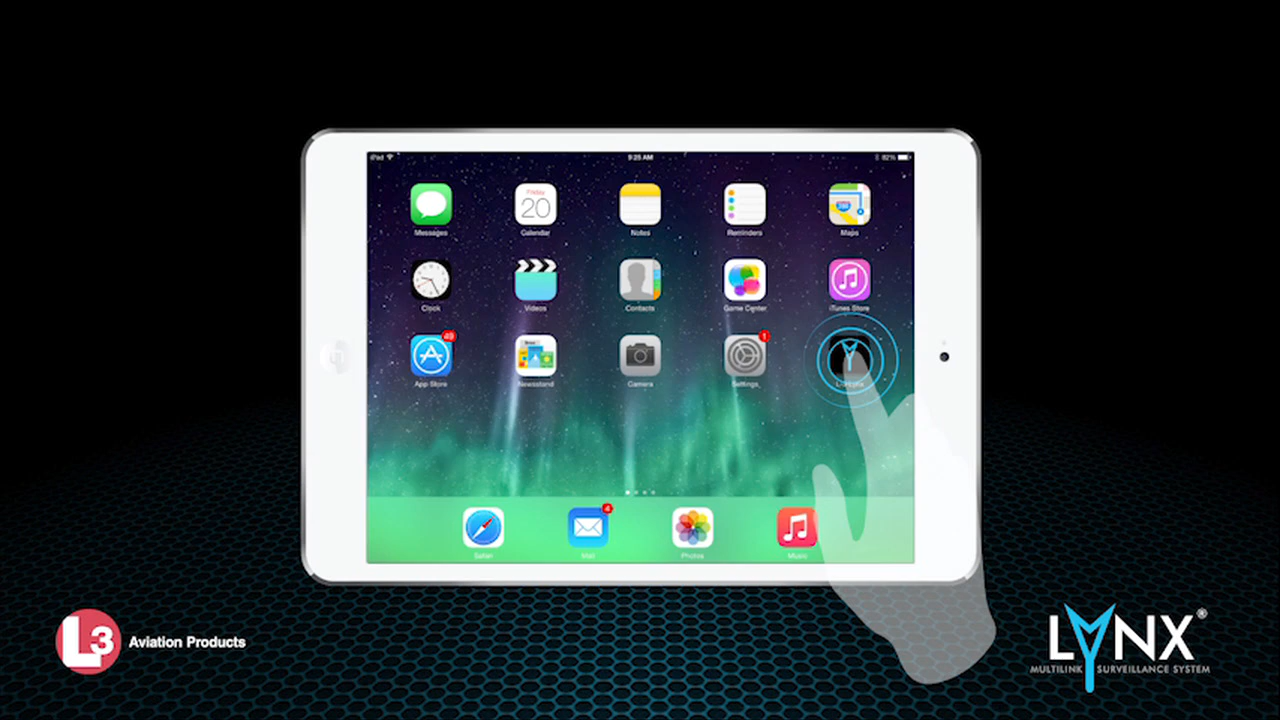 iPad 9:25 AM 82%
Friday
20
Messages Calendar Notes Reminders Maps
280
Clock Videos Contacts Game Center iTunes Store
1
App Store Newsstand Camera Settings
4
Safari Mail Photos Music
L3 Aviation Products
LYNX®
MULTILINK SURVEILLANCE SYSTEM